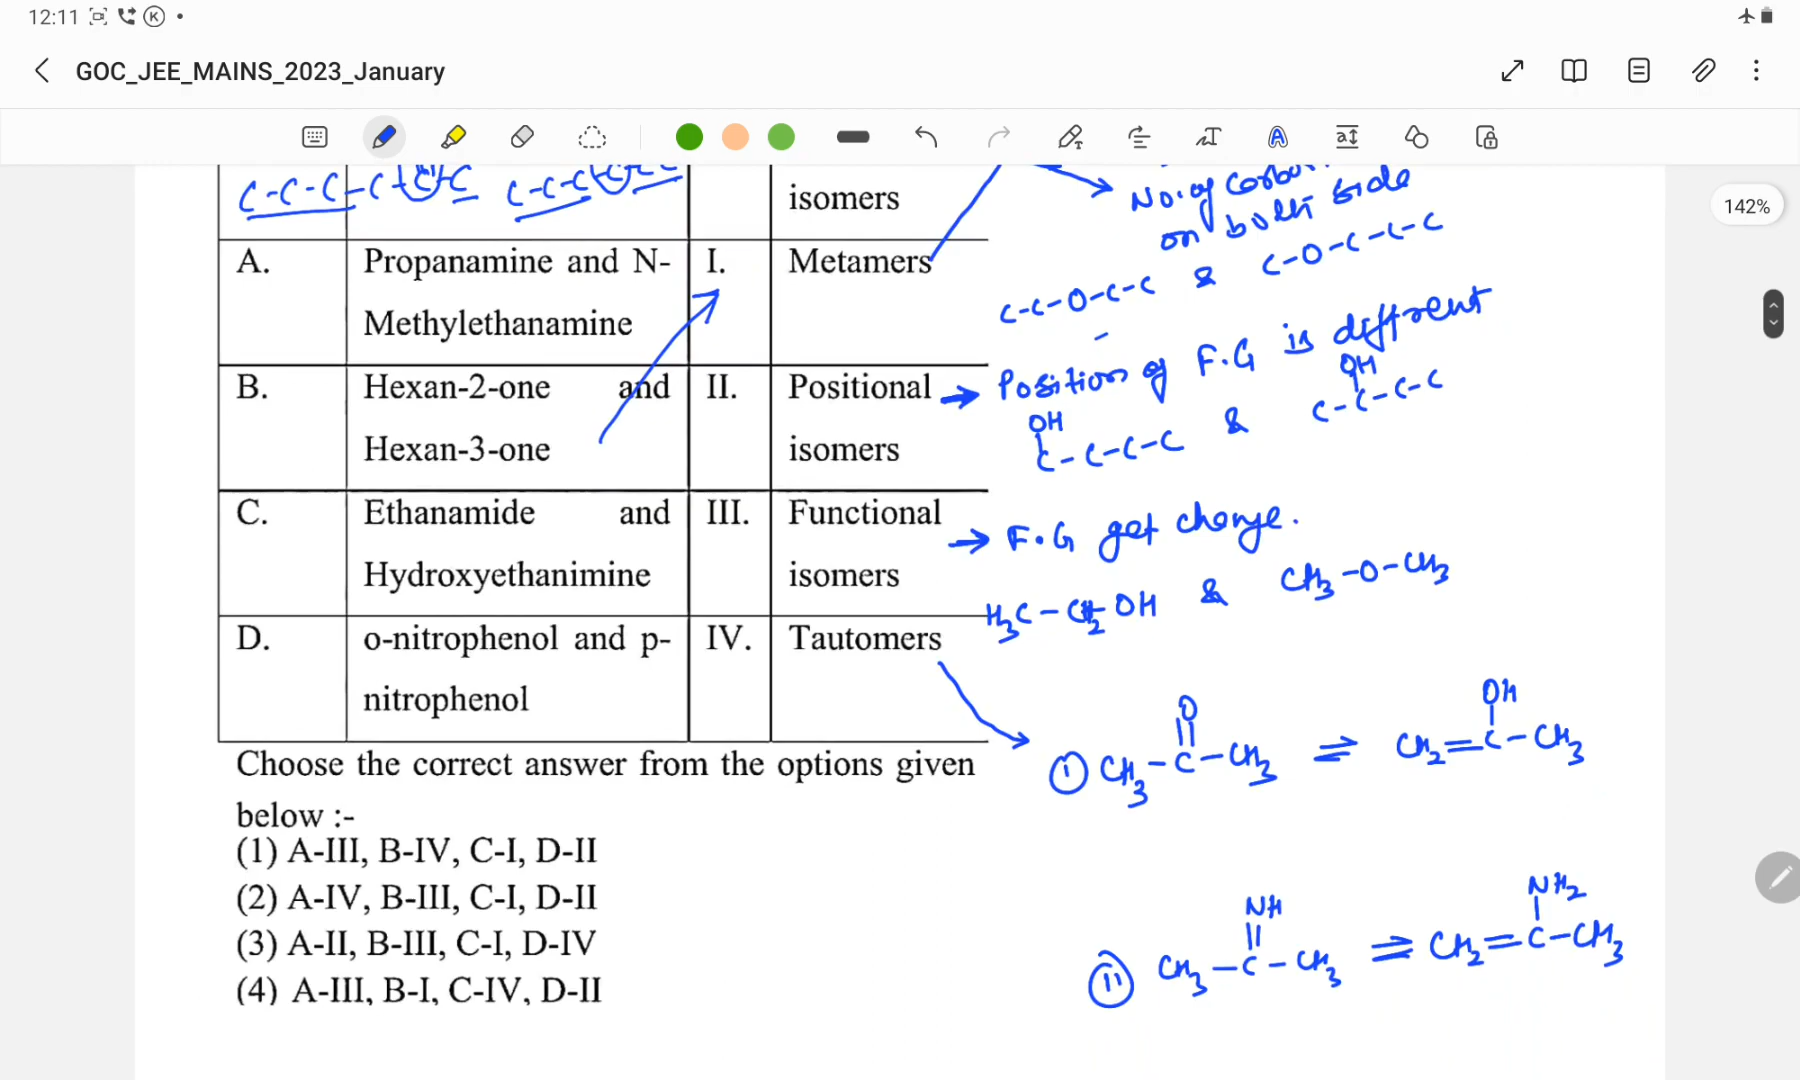 12:11
GOC_JEE_MAINS_2023_January
142%
C-C-C-C-C-C C-C-C-C-C
isomers
A. Propanamine and N- I. Metamers
Methylethanamine
B. Hexan-2-one and II. Positional
Hexan-3-one isomers
C. Ethanamide and III. Functional
Hydroxyethanimine isomers
D. o-nitrophenol and p- IV. Tautomers
nitrophenol
Choose the correct answer from the options given
below :-
(1) A-III, B-IV, C-I, D-II
(2) A-IV, B-III, C-I, D-II
(3) A-II, B-III, C-I, D-IV
(4) A-III, B-I, C-IV, D-II
No. of
on both side
C-C-O-C-C & C-O-C-C-C
Position of F.G is diffrent
OH OH
C-C-C-C & C-C-C-C
F.G get change.
H3C-CH2OH & CH3-O-CH3
O OH
(I) CH3-C-CH3 ⇌ CH2=C-CH3
NH NH2
(II) CH3-C-CH3 ⇌ CH2=C-CH3